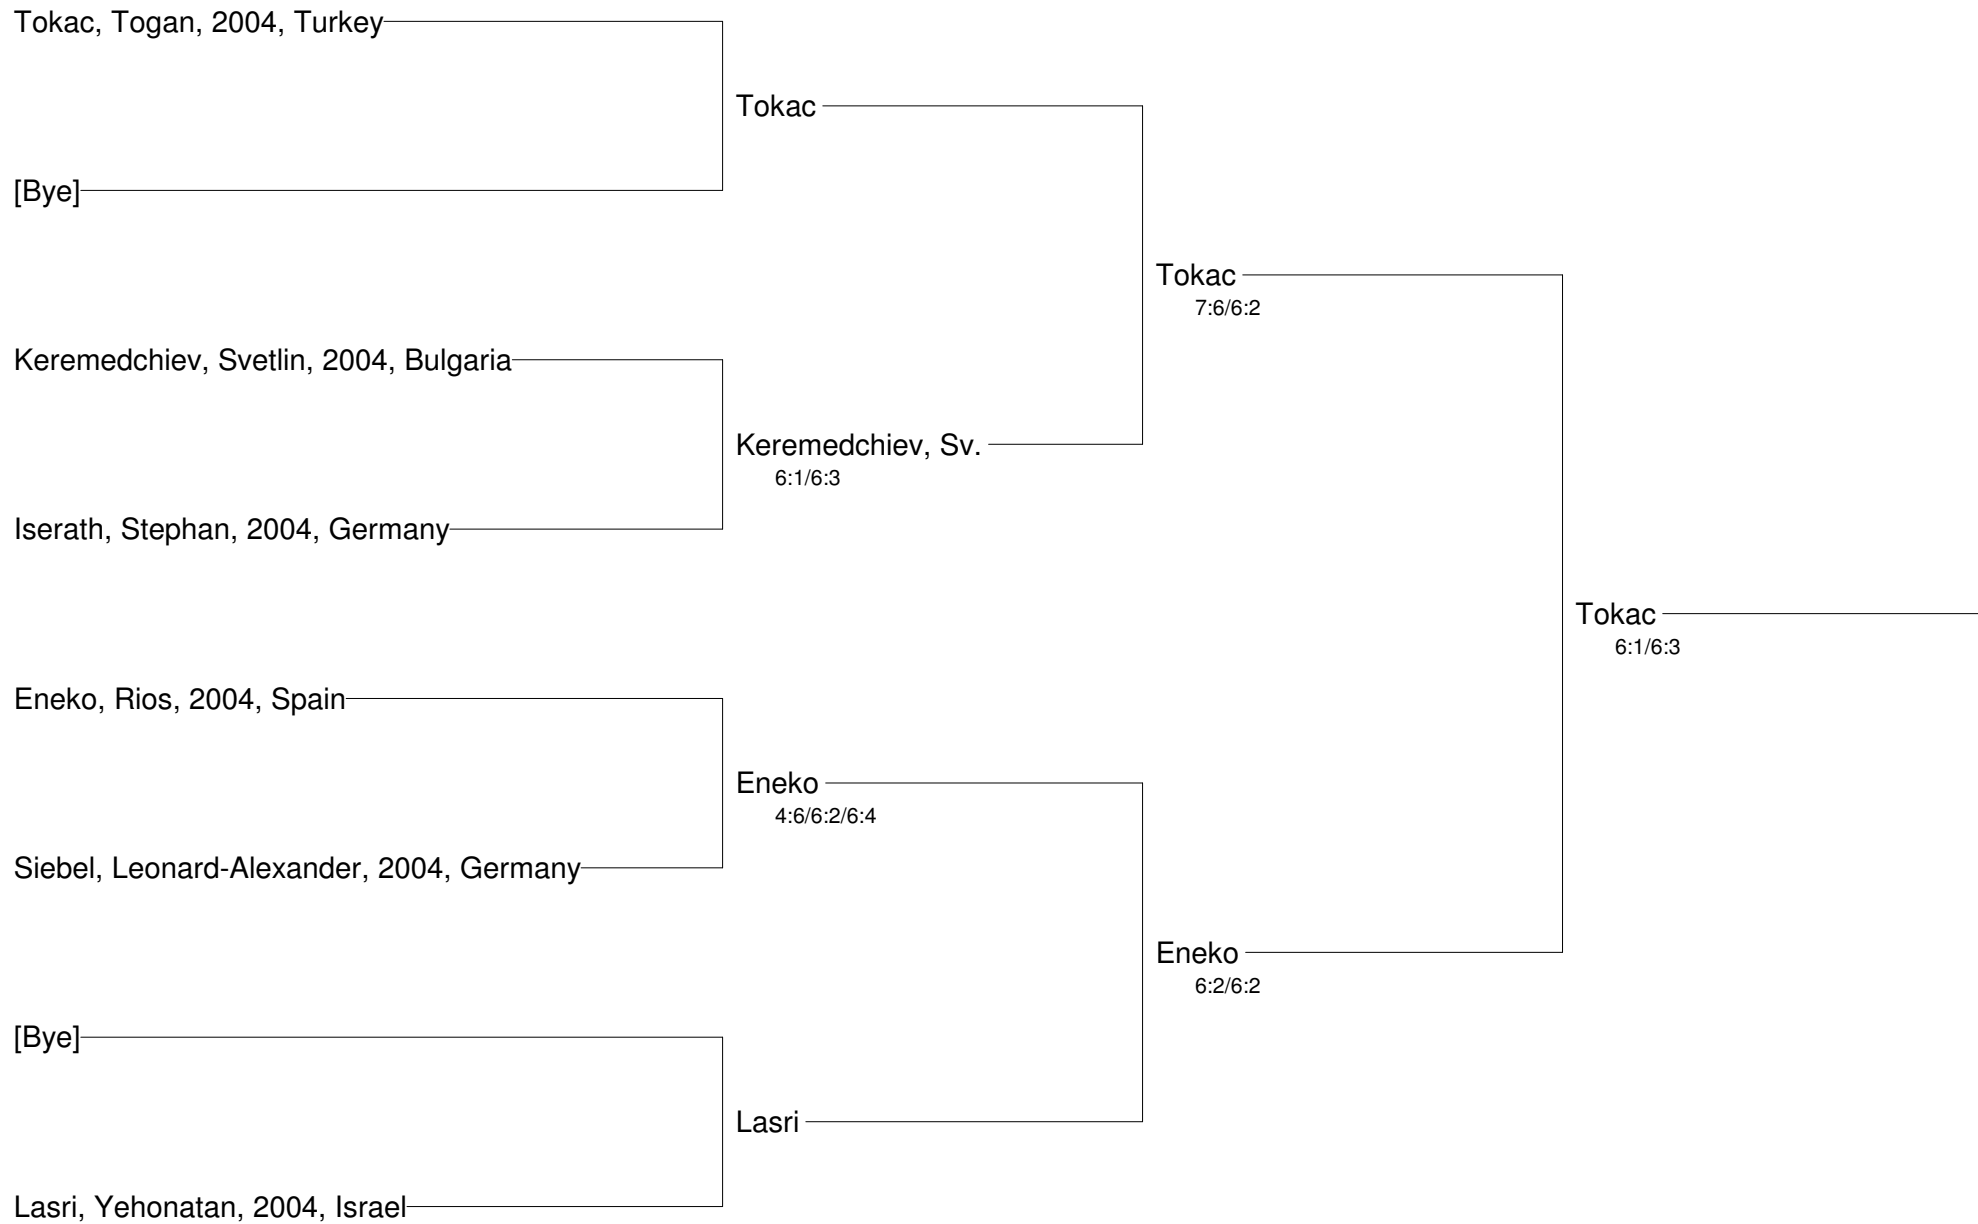 Tokac, Togan, 2004, Turkey
Tokac
[Bye]
Tokac
7:6/6:2
Keremedchiev, Svetlin, 2004, Bulgaria
Keremedchiev, Sv.
6:1/6:3
Iserath, Stephan, 2004, Germany
Tokac
6:1/6:3
Eneko, Rios, 2004, Spain
Eneko
4:6/6:2/6:4
Siebel, Leonard-Alexander, 2004, Germany
Eneko
6:2/6:2
[Bye]
Lasri
Lasri, Yehonatan, 2004, Israel